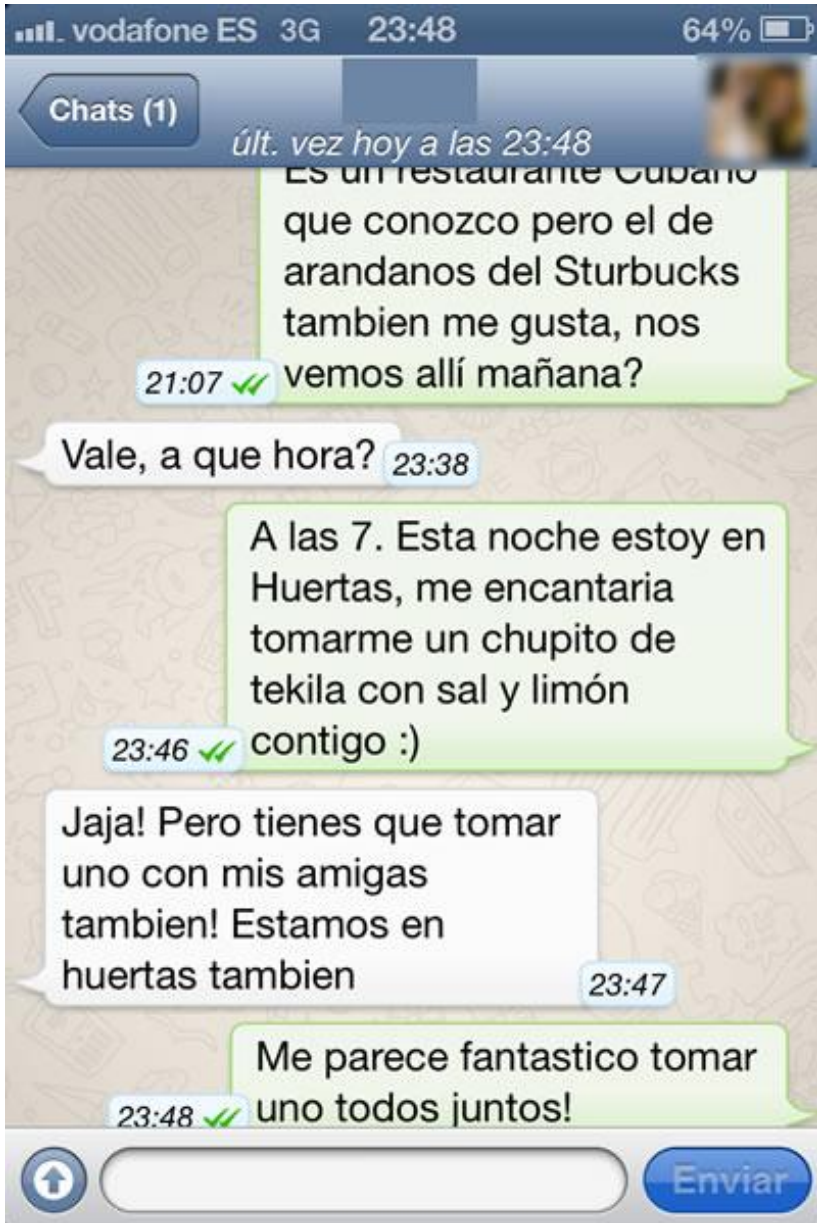 vodafone ES 3G 23:48 64%
Chats (1)
últ. vez hoy a las 23:48
Es un restaurante Cubano
que conozco pero el de
arandanos del Sturbucks
tambien me gusta, nos
vemos allí mañana?
21:07
Vale, a que hora?
23:38
A las 7. Esta noche estoy en
Huertas, me encantaria
tomarme un chupito de
tekila con sal y limón
contigo :)
23:46
Jaja! Pero tienes que tomar
uno con mis amigas
tambien! Estamos en
huertas tambien
23:47
Me parece fantastico tomar
uno todos juntos!
23:48
Enviar